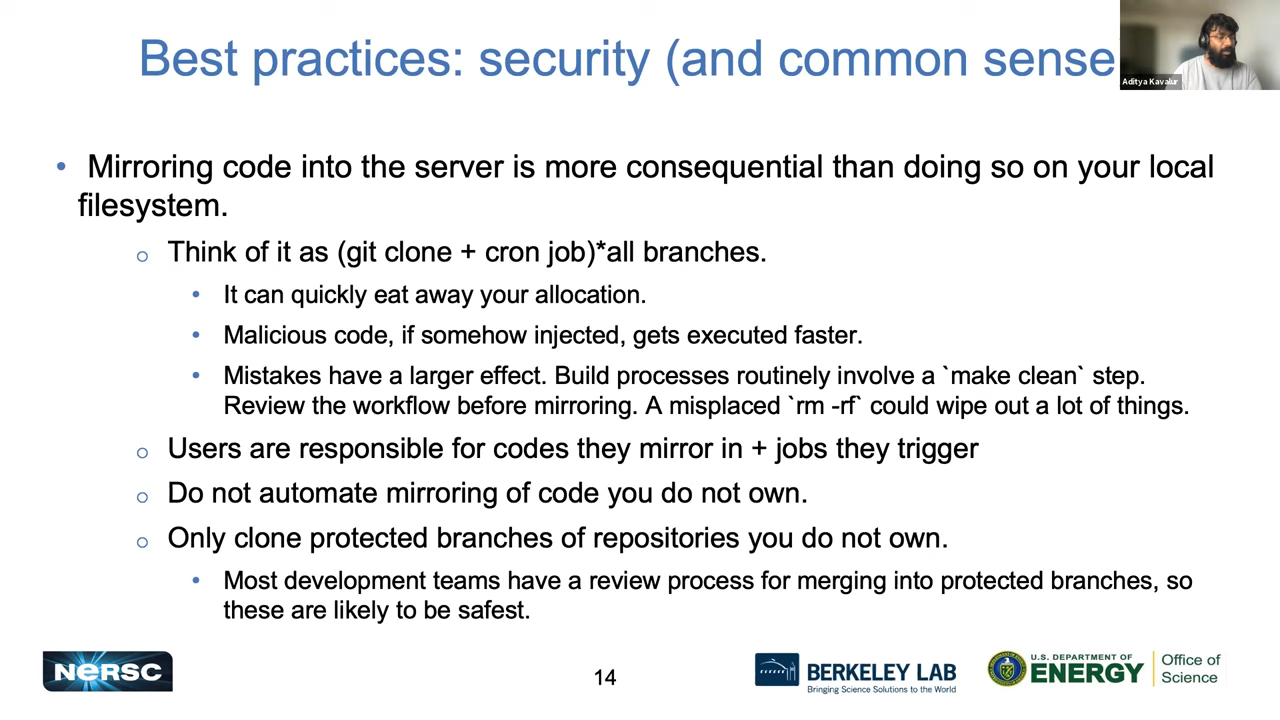 Best practices: security (and common sense
Aditya Kavalur
• Mirroring code into the server is more consequential than doing so on your local
filesystem.
o Think of it as (git clone + cron job)*all branches.
• It can quickly eat away your allocation.
• Malicious code, if somehow injected, gets executed faster.
• Mistakes have a larger effect. Build processes routinely involve a `make clean` step.
Review the workflow before mirroring. A misplaced `rm -rf` could wipe out a lot of things.
o Users are responsible for codes they mirror in + jobs they trigger
o Do not automate mirroring of code you do not own.
o Only clone protected branches of repositories you do not own.
• Most development teams have a review process for merging into protected branches, so
these are likely to be safest.
NERSC
14
BERKELEY LAB
Bringing Science Solutions to the World
U.S. DEPARTMENT OF
ENERGY
Office of
Science